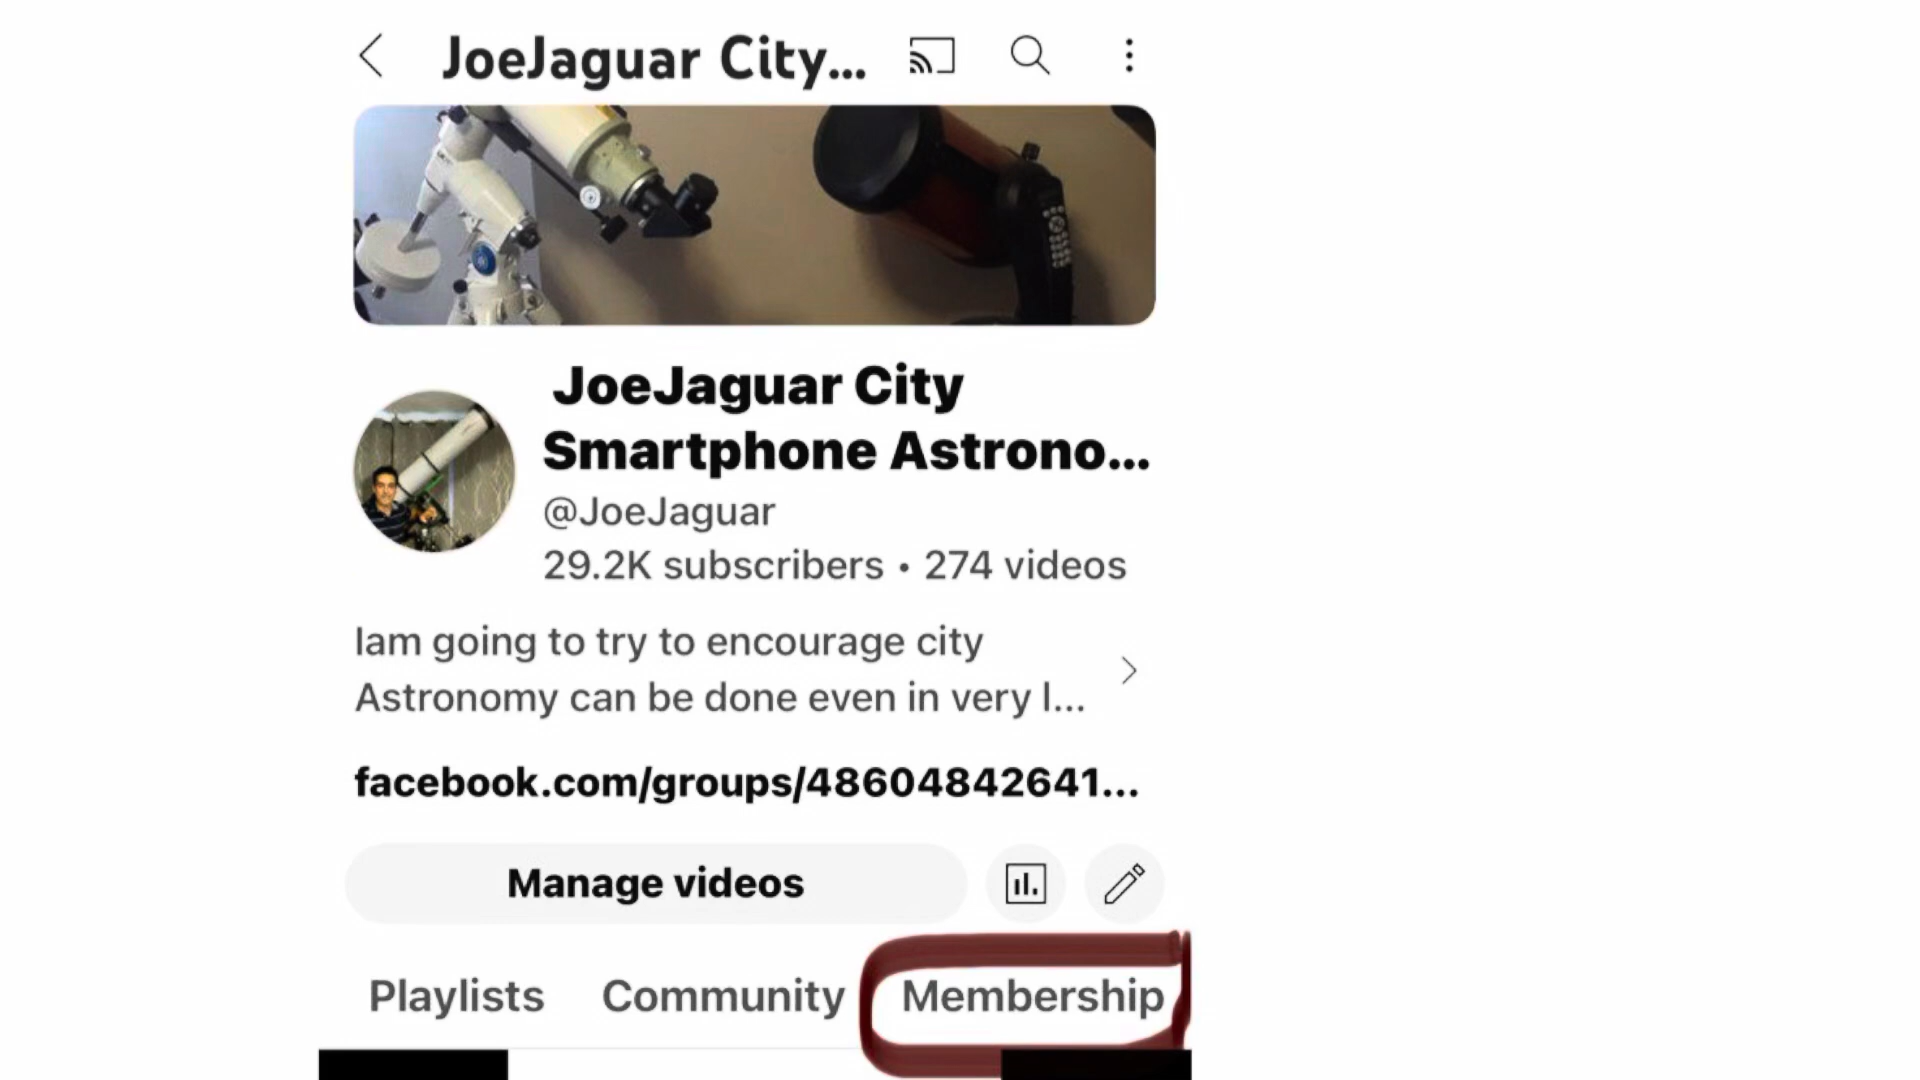 JoeJaguar City...
JoeJaguar City
Smartphone Astrono...
@JoeJaguar
29.2K subscribers • 274 videos
Iam going to try to encourage city
Astronomy can be done even in very l...
facebook.com/groups/48604842641...
Manage videos
Playlists Community Membership